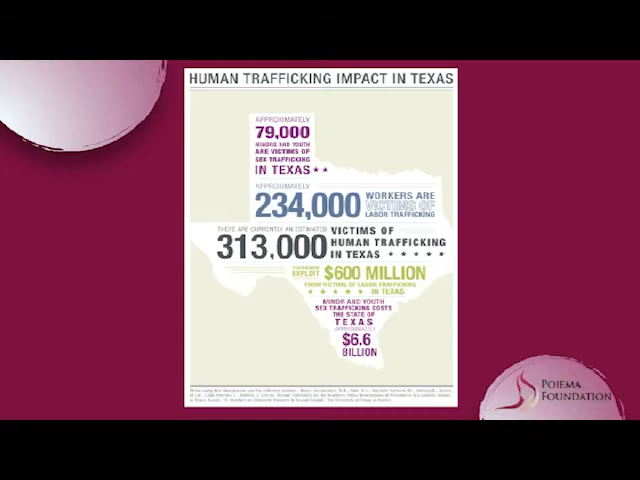 HUMAN TRAFFICKING IMPACT IN TEXAS
APPROXIMATELY
79,000
MINORS AND YOUTH
ARE VICTIMS OF
SEX TRAFFICKING
IN TEXAS
APPROXIMATELY
234,000 WORKERS ARE
VICTIMS OF
LABOR TRAFFICKING
THERE ARE CURRENTLY AN ESTIMATED
313,000 VICTIMS OF
HUMAN TRAFFICKING
IN TEXAS
TRAFFICKERS
EXPLOIT $600 MILLION
FROM VICTIMS OF LABOR TRAFFICKING
IN TEXAS
MINOR AND YOUTH
SEX TRAFFICKING COSTS
THE STATE OF
TEXAS
APPROXIMATELY
$6.6
BILLION
POIEMA
FOUNDATION